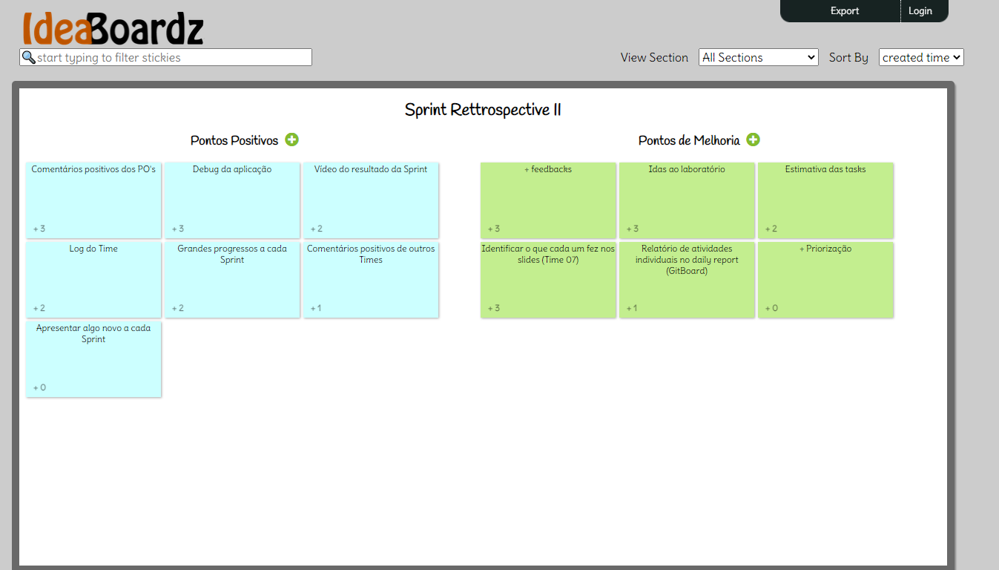 Export
Login
IdeaBoardz
start typing to filter stickies
View Section
All Sections
Sort By
created time
Sprint Rettrospective II
Pontos Positivos
Comentários positivos dos PO's
+ 3
Debug da aplicação
+ 3
Vídeo do resultado da Sprint
+ 2
Log do Time
+ 2
Grandes progressos a cada
Sprint
+ 2
Comentários positivos de outros
Times
+ 1
Apresentar algo novo a cada
Sprint
+ 0
Pontos de Melhoria
+ feedbacks
+ 3
Idas ao laboratório
+ 3
Estimativa das tasks
+ 2
Identificar o que cada um fez nos
slides (Time 07)
+ 3
Relatório de atividades
individuais no daily report
(GitBoard)
+ 1
+ Priorização
+ 0